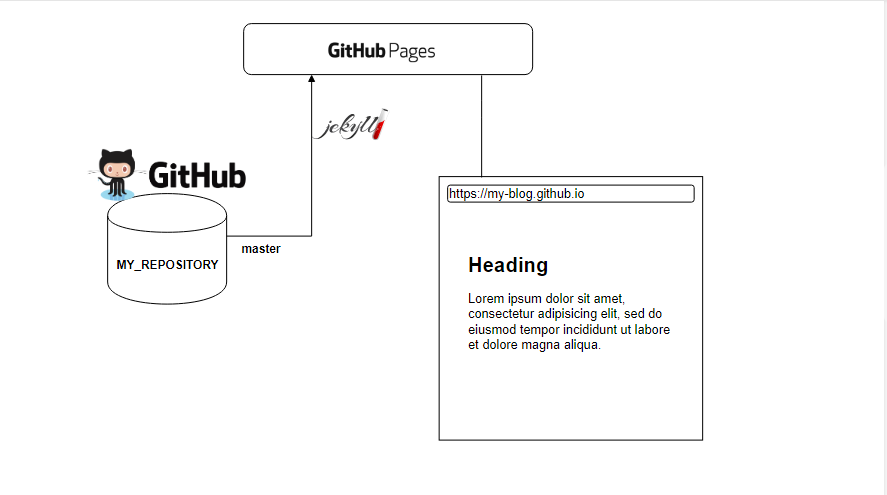 GitHub Pages
jekyll
GitHub
MY_REPOSITORY
master
https://my-blog.github.io
Heading
Lorem ipsum dolor sit amet,
consectetur adipisicing elit, sed do
eiusmod tempor incididunt ut labore
et dolore magna aliqua.